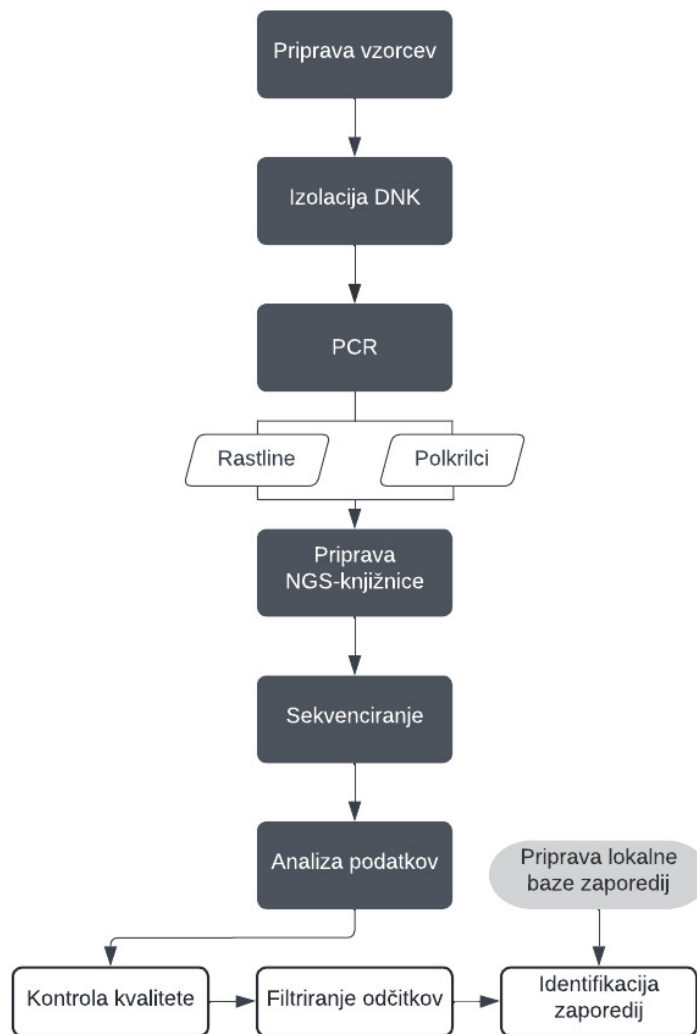 Priprava vzorcev
Izolacija DNK
PCR
Rastline
Polkrilci
Priprava
NGS-knjižnice
Sekvenciranje
Analiza podatkov
Priprava lokalne
baze zaporedij
Kontrola kvalitete
Filtriranje odčitkov
Identifikacija
zaporedij